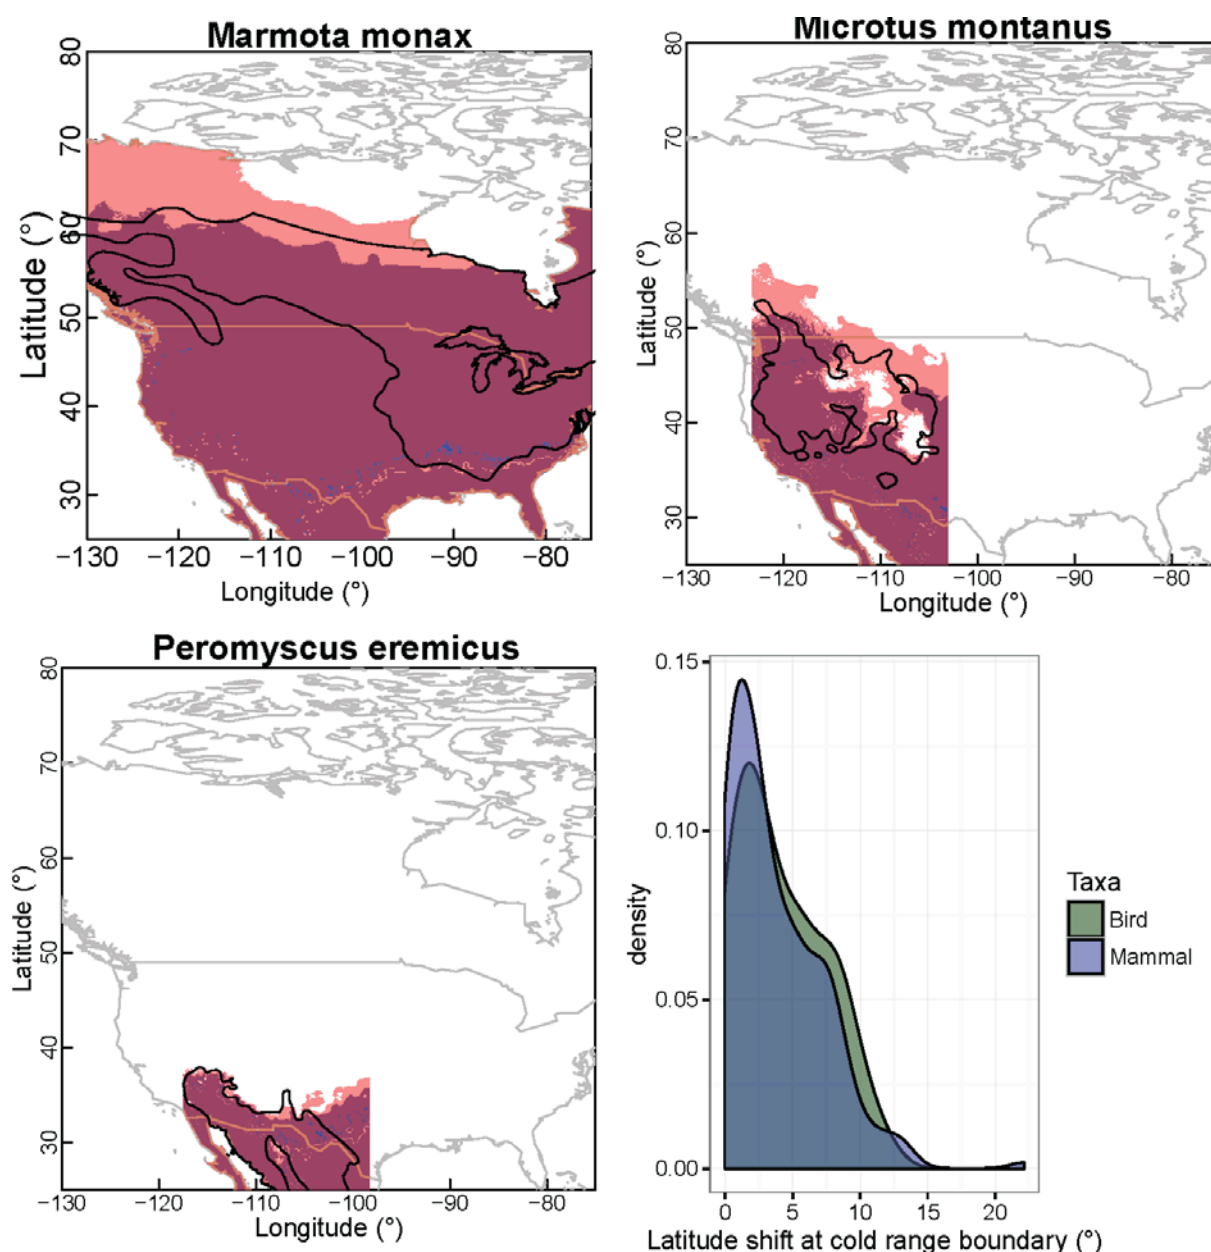 Marmota monax
80
70
60
50
40
30
Latitude (°)
−130 −120 −110 −100 −90 −80
Longitude (°)
Microtus montanus
80
70
60
50
40
30
Latitude (°)
−130 −120 −110 −100 −90 −80
Longitude (°)
Peromyscus eremicus
80
70
60
50
40
30
Latitude (°)
−130 −120 −110 −100 −90 −80
Longitude (°)
0.15
0.10
0.05
0.00
density
0 5 10 15 20
Latitude shift at cold range boundary (°)
Taxa
Bird
Mammal